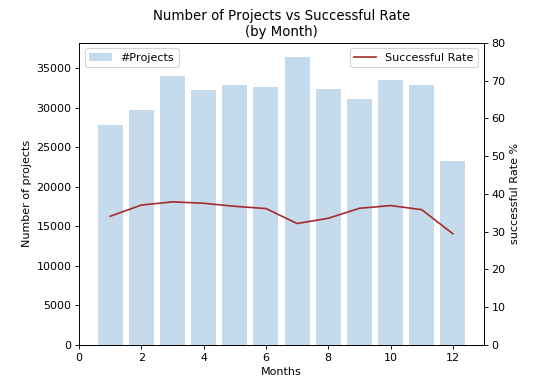 Number of Projects vs Successful Rate
(by Month)
#Projects
Successful Rate
35000
30000
25000
20000
15000
10000
5000
0
Number of projects
80
70
60
50
40
30
20
10
0
successful Rate %
0 2 4 6 8 10 12
Months